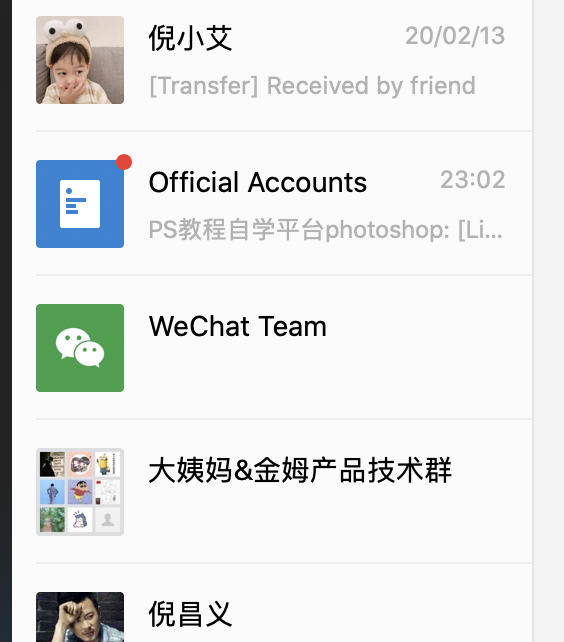 倪小艾
20/02/13
[Transfer] Received by friend
Official Accounts
23:02
PS教程自学平台photoshop: [Li...
WeChat Team
大姨妈&金姆产品技术群
倪昌义